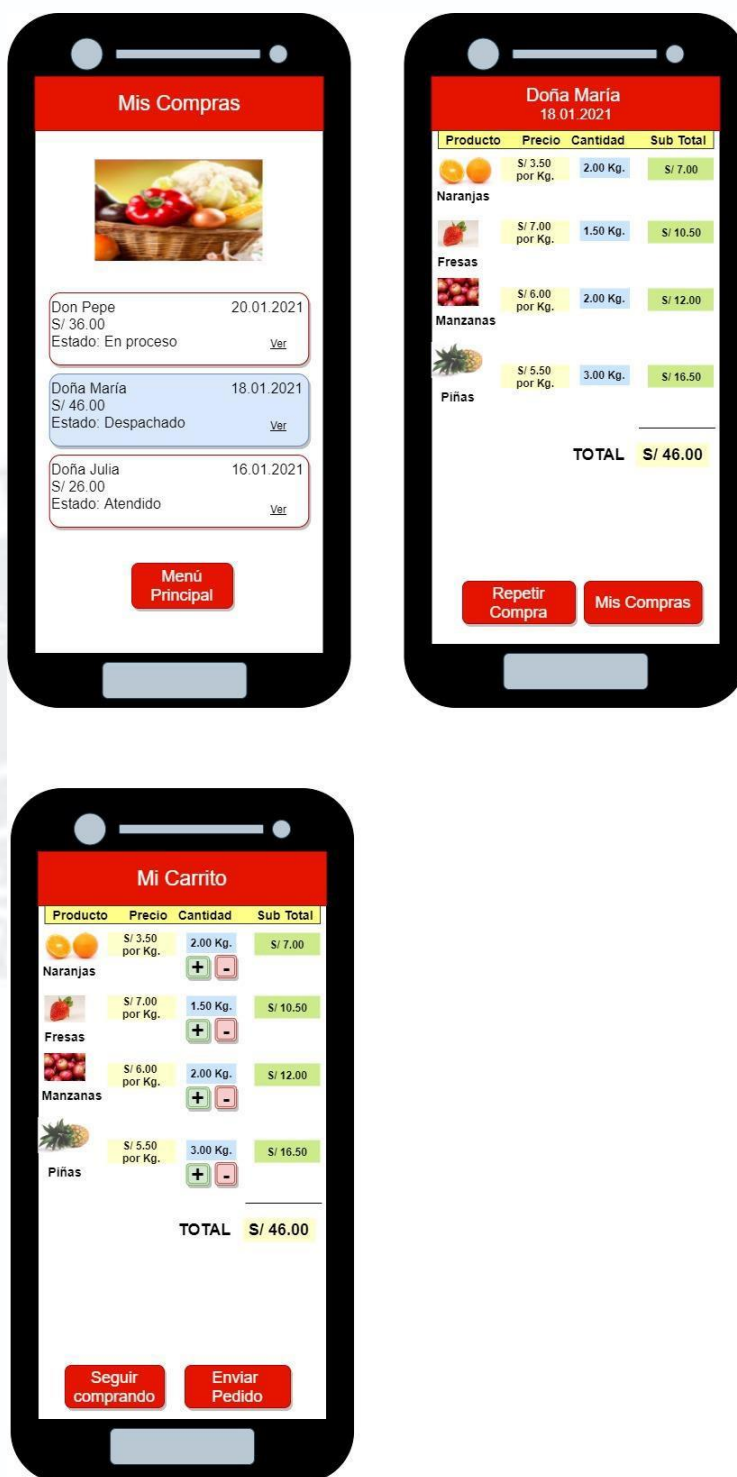 Mis Compras
Don Pepe 20.01.2021
S/ 36.00
Estado: En proceso Ver
Doña María 18.01.2021
S/ 46.00
Estado: Despachado Ver
Doña Julia 16.01.2021
S/ 26.00
Estado: Atendido Ver
Menú
Principal
Doña María
18.01.2021
Producto Precio Cantidad Sub Total
S/ 3.50
por Kg. 2.00 Kg. S/ 7.00
Naranjas
S/ 7.00
por Kg. 1.50 Kg. S/ 10.50
Fresas
S/ 6.00
por Kg. 2.00 Kg. S/ 12.00
Manzanas
S/ 5.50
por Kg. 3.00 Kg. S/ 16.50
Piñas
TOTAL S/ 46.00
Repetir
Compra
Mis Compras
Mi Carrito
Producto Precio Cantidad Sub Total
S/ 3.50
por Kg. 2.00 Kg. S/ 7.00
+ -
Naranjas
S/ 7.00
por Kg. 1.50 Kg. S/ 10.50
+ -
Fresas
S/ 6.00
por Kg. 2.00 Kg. S/ 12.00
+ -
Manzanas
S/ 5.50
por Kg. 3.00 Kg. S/ 16.50
+ -
Piñas
TOTAL S/ 46.00
Seguir
comprando
Enviar
Pedido